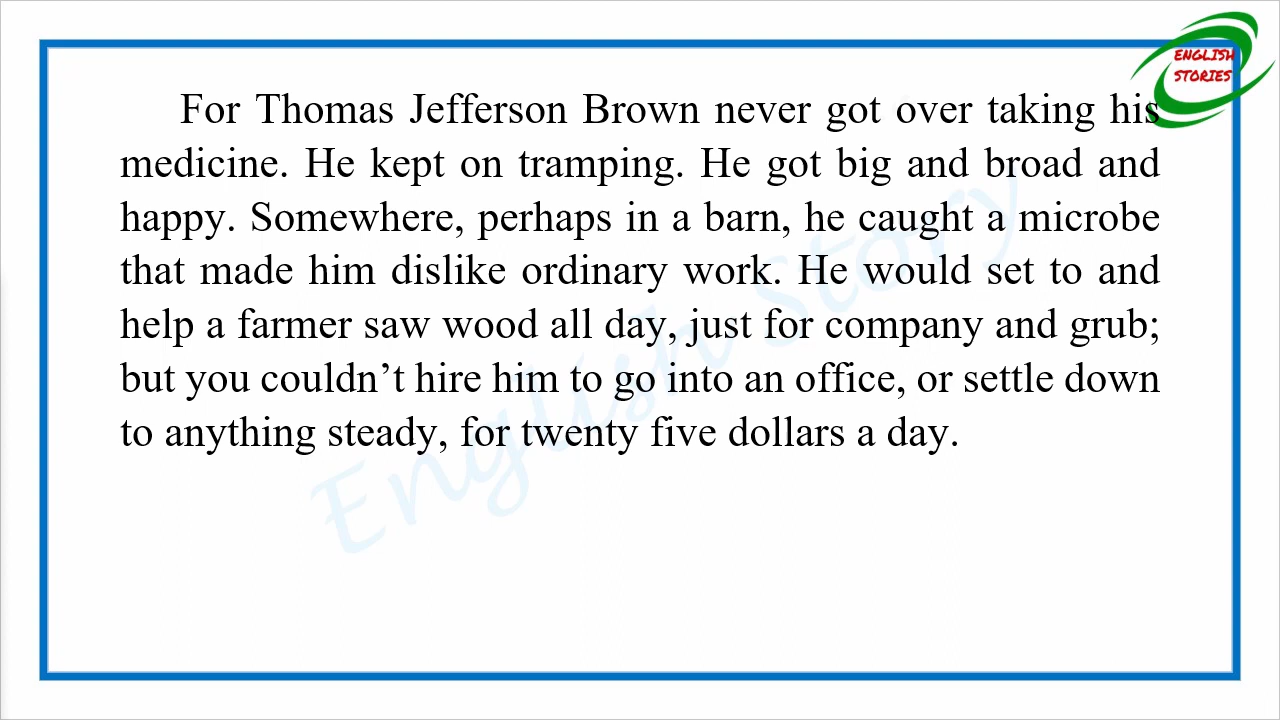 ENGLISH
STORIES
For Thomas Jefferson Brown never got over taking his
medicine. He kept on tramping. He got big and broad and
happy. Somewhere, perhaps in a barn, he caught a microbe
that made him dislike ordinary work. He would set to and
help a farmer saw wood all day, just for company and grub;
but you couldn’t hire him to go into an office, or settle down
to anything steady, for twenty five dollars a day.
English Story